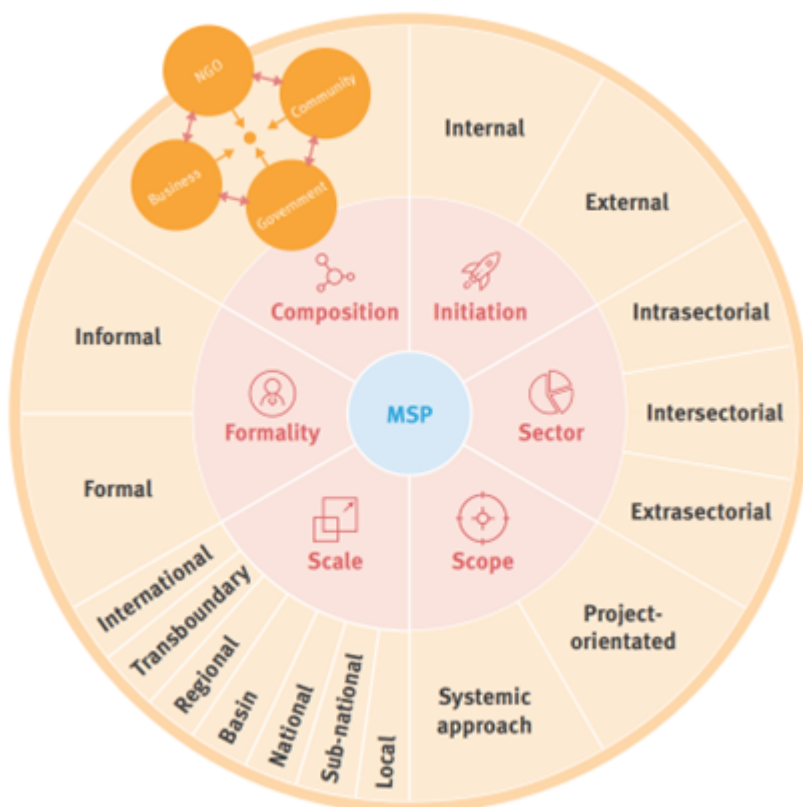 NGO
Community
Business
Government
Internal
External
Intrasectorial
Intersectorial
Extrasectorial
Project-
orientated
Systemic
approach
Local
Sub-national
National
Basin
Regional
Transboundary
International
Formal
Informal
Composition
Initiation
Sector
Scope
Scale
Formality
MSP